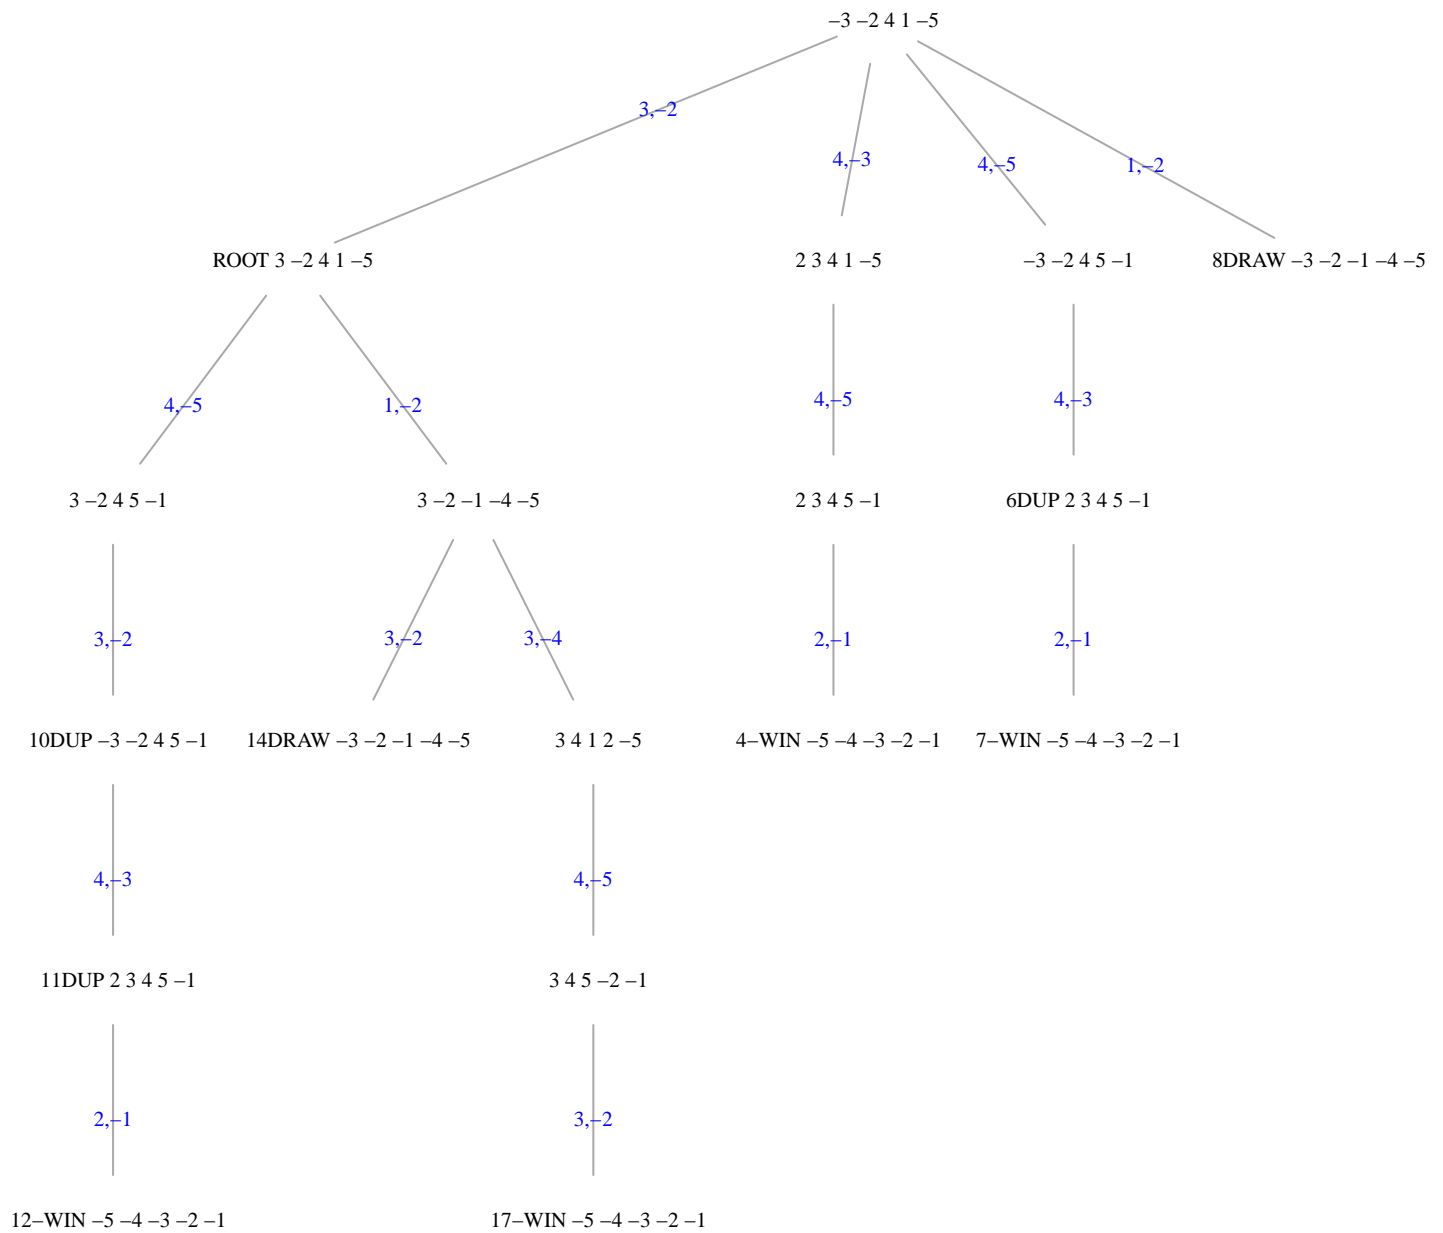 –3 –2 4 1 –5
3,–2
4,–3
4,–5
1,–2
ROOT 3 –2 4 1 –5
2 3 4 1 –5
–3 –2 4 5 –1
8DRAW –3 –2 –1 –4 –5
4,–5
1,–2
4,–5
4,–3
3 –2 4 5 –1
3 –2 –1 –4 –5
2 3 4 5 –1
6DUP 2 3 4 5 –1
3,–2
3,–2
3,–4
2,–1
2,–1
10DUP –3 –2 4 5 –1
14DRAW –3 –2 –1 –4 –5
3 4 1 2 –5
4–WIN –5 –4 –3 –2 –1
7–WIN –5 –4 –3 –2 –1
4,–3
4,–5
11DUP 2 3 4 5 –1
3 4 5 –2 –1
2,–1
3,–2
12–WIN –5 –4 –3 –2 –1
17–WIN –5 –4 –3 –2 –1